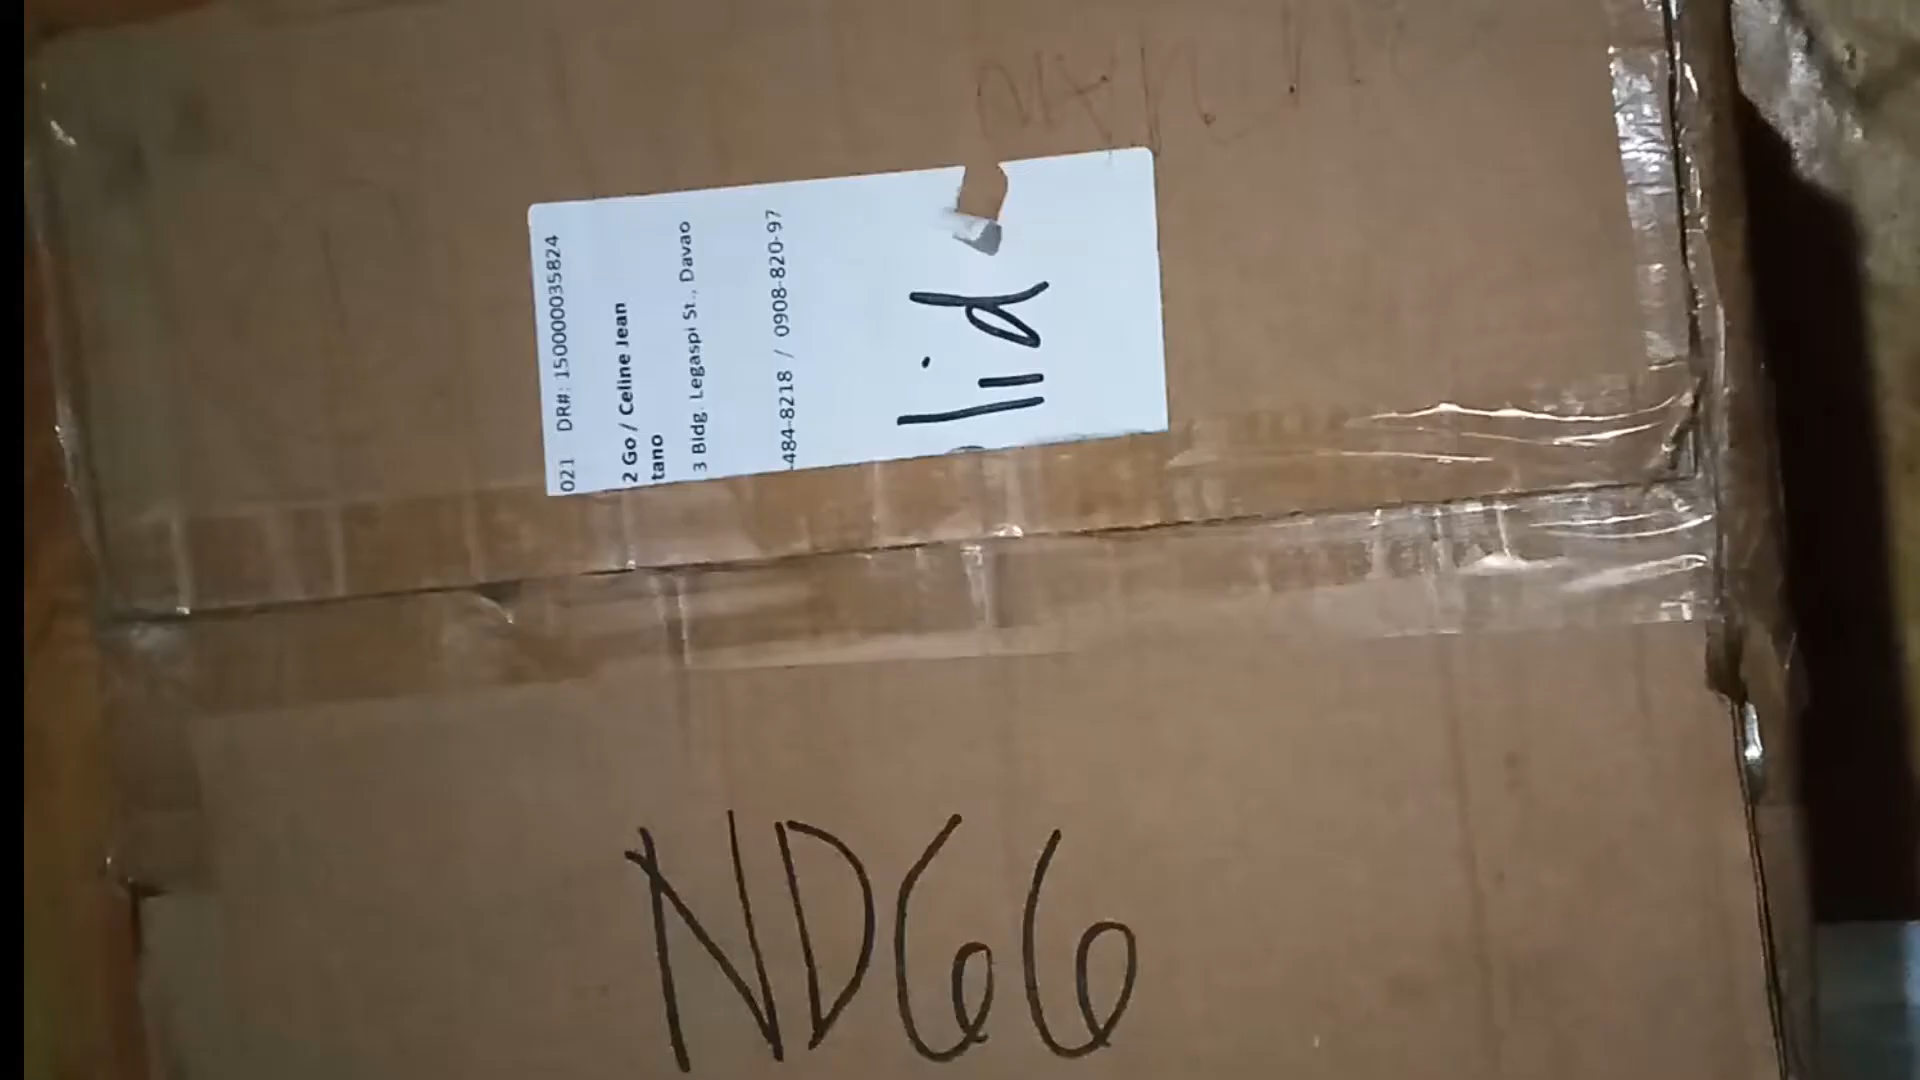 021 DR#: 150000035824
2 Go / Celine Jean
tano
3 Bldg. Legaspi St., Davao
-484-8218 / 0908-820-97
lid
ND66